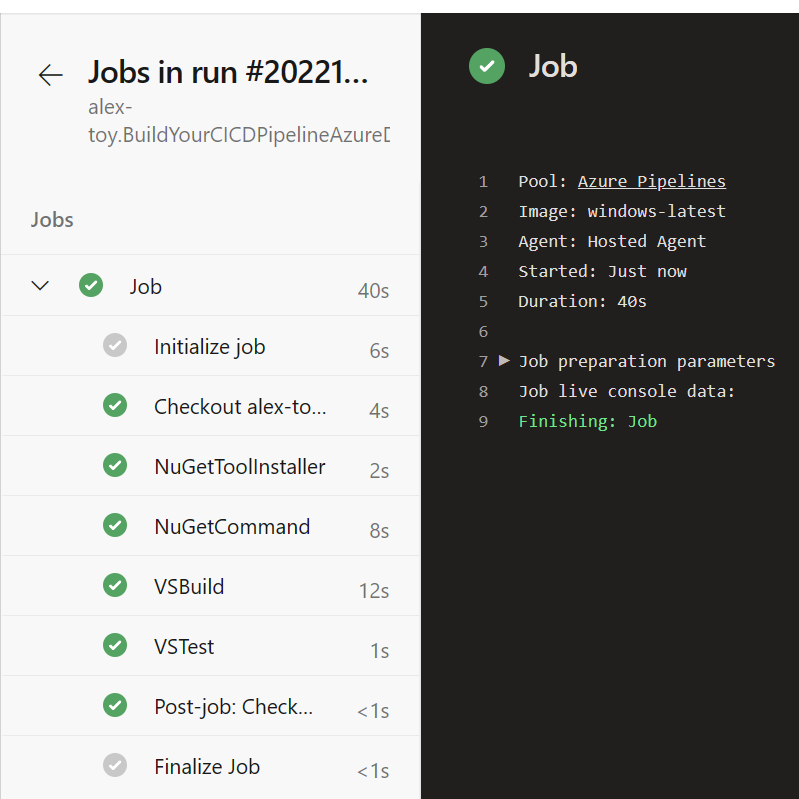 Jobs in run #20221...
alex-
toy.BuildYourCICDPipelineAzureD
Jobs
Job 40s
Initialize job 6s
Checkout alex-to... 4s
NuGetToolInstaller 2s
NuGetCommand 8s
VSBuild 12s
VSTest 1s
Post-job: Check... <1s
Finalize Job <1s
Job
1 Pool: Azure Pipelines
2 Image: windows-latest
3 Agent: Hosted Agent
4 Started: Just now
5 Duration: 40s
6
7 Job preparation parameters
8 Job live console data:
9 Finishing: Job